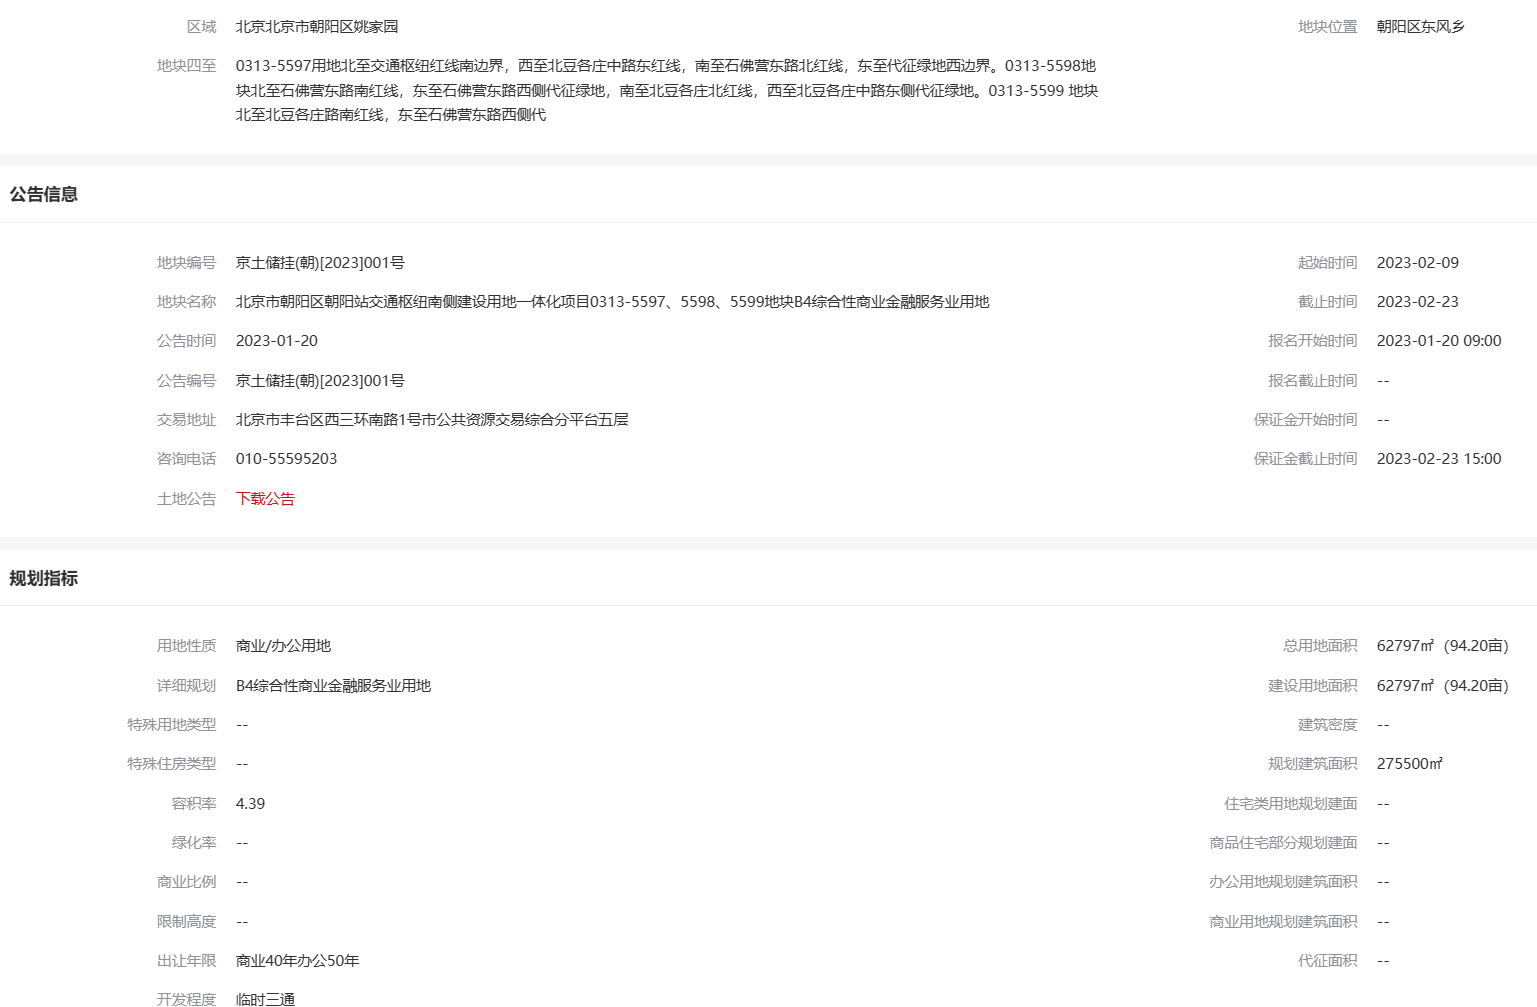 区域 北京北京市朝阳区姚家园 地块位置 朝阳区东风乡
地块四至 0313-5597用地北至交通枢纽红线南边界，西至北豆各庄中路东红线，南至石佛营东路北红线，东至代征绿地西边界。0313-5598地
块北至石佛营东路南红线，东至石佛营东路西侧代征绿地，南至北豆各庄北红线，西至北豆各庄中路东侧代征绿地。0313-5599 地块
北至北豆各庄路南红线，东至石佛营东路西侧代
公告信息
地块编号 京土储挂(朝)[2023]001号 起始时间 2023-02-09
地块名称 北京市朝阳区朝阳站交通枢纽南侧建设用地一体化项目0313-5597、5598、5599地块B4综合性商业金融服务业用地 截止时间 2023-02-23
公告时间 2023-01-20 报名开始时间 2023-01-20 09:00
公告编号 京土储挂(朝)[2023]001号 报名截止时间 --
交易地址 北京市丰台区西三环南路1号市公共资源交易综合分平台五层 保证金开始时间 --
咨询电话 010-55595203 保证金截止时间 2023-02-23 15:00
土地公告 下载公告
规划指标
用地性质 商业/办公用地 总用地面积 62797㎡（94.20亩）
详细规划 B4综合性商业金融服务业用地 建设用地面积 62797㎡（94.20亩）
特殊用地类型 -- 建筑密度 --
特殊住房类型 -- 规划建筑面积 275500㎡
容积率 4.39 住宅类用地规划建面 --
绿化率 -- 商品住宅部分规划建面 --
商业比例 -- 办公用地规划建筑面积 --
限制高度 -- 商业用地规划建筑面积 --
出让年限 商业40年办公50年 代征面积 --
开发程度 临时三通